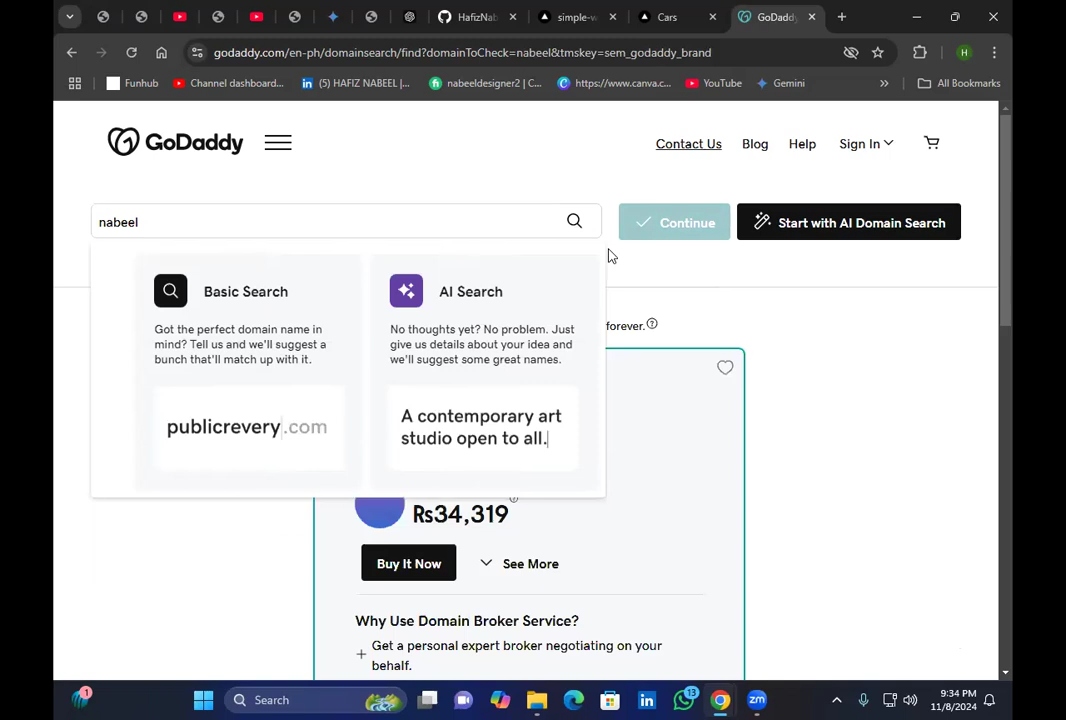 HafizNab
simple-w
Cars
GoDaddy
godaddy.com/en-ph/domainsearch/find?domainToCheck=nabeel&tmskey=sem_godaddy_brand
H
Funhub
Channel dashboard...
(5) HAFIZ NABEEL |...
nabeeldesigner2 | C...
https://www.canva.c...
YouTube
Gemini
All Bookmarks
GoDaddy
Contact Us
Blog
Help
Sign In
nabeel
Continue
Start with AI Domain Search
Basic Search
Got the perfect domain name in
mind? Tell us and we'll suggest a
bunch that'll match up with it.
publicrevery.com
AI Search
No thoughts yet? No problem. Just
give us details about your idea and
we'll suggest some great names.
A contemporary art
studio open to all.
forever.
₨34,319
Buy It Now
See More
Why Use Domain Broker Service?
+ Get a personal expert broker negotiating on your
behalf.
1
Search
13
zm
9:34 PM
11/8/2024